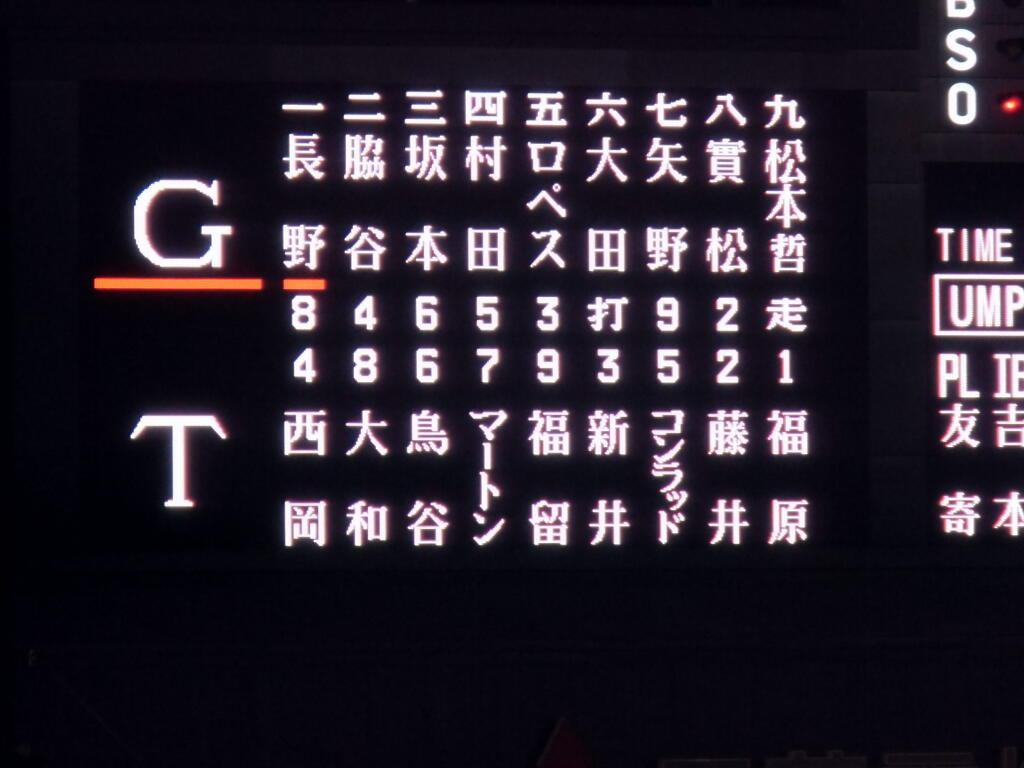 G
一 二 三 四 五 六 七 八 九
長野 脇谷 坂本 村田 ロペス 大田 矢野 實松 松本哲
8 4 6 5 3 打 9 2 走
4 8 6 7 9 3 5 2 1
西岡 大和 鳥谷 マートン 福留 新井 コンラッド 藤井 福原
T
B
S
O
TIME
UMP
PL
友寄
吉本